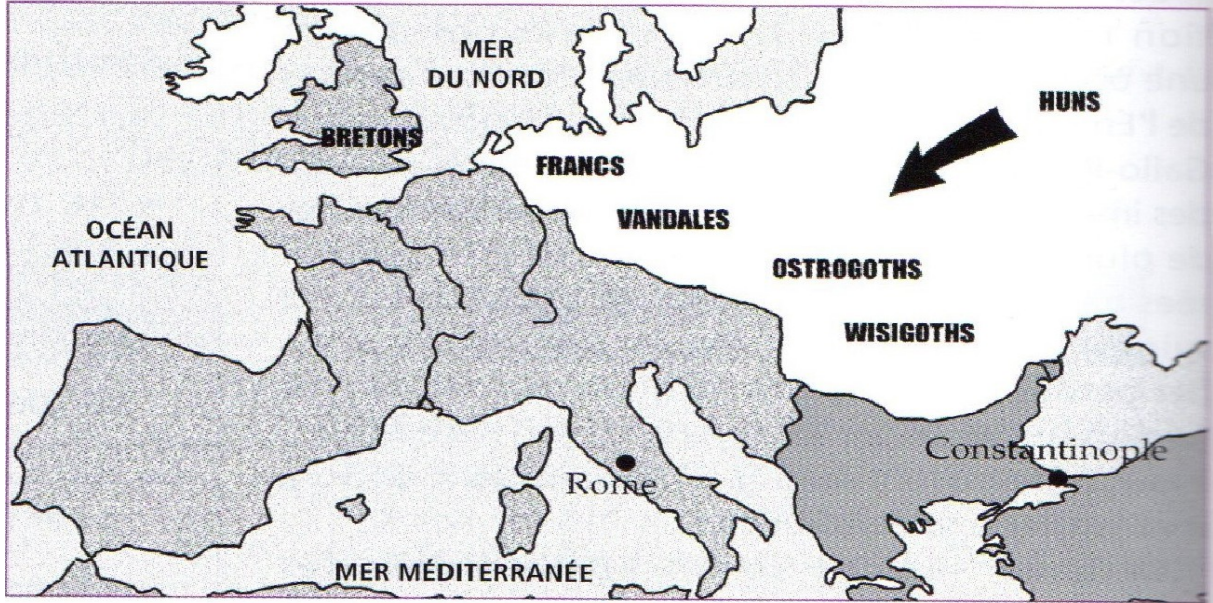 MER
DU NORD
HUNS
BRETONS
FRANCS
VANDALES
OCÉAN
ATLANTIQUE
OSTROGOTHS
WISIGOTHS
Constantinople
Rome
MER MÉDITERRANÉE